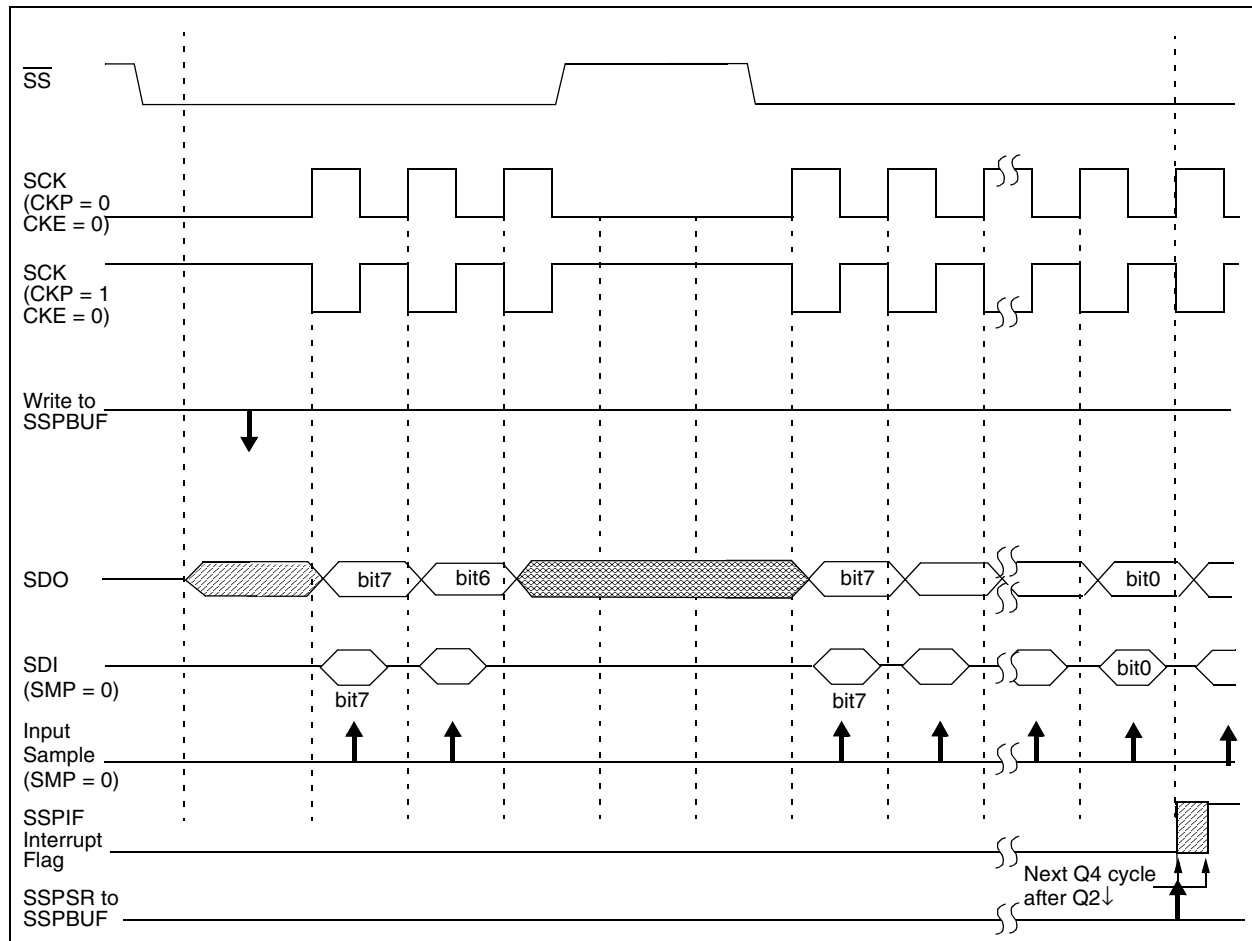 SS
SCK
(CKP = 0
CKE = 0)
SCK
(CKP = 1
CKE = 0)
Write to
SSPBUF
SDO
bit7
bit6
bit7
bit0
SDI
(SMP = 0)
bit7
bit7
bit0
Input
Sample
(SMP = 0)
SSPIF
Interrupt
Flag
Next Q4 cycle
after Q2↓
SSPSR to
SSPBUF